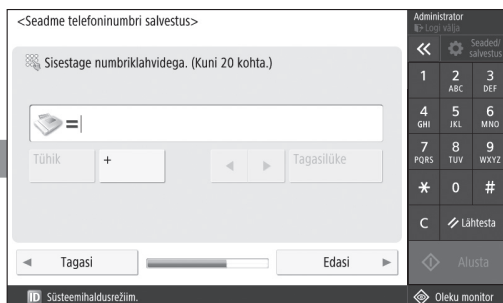 <Seadme telefoninumbri salvestus>
Sisestage numbriklahvidega. (Kuni 20 kohta.)
=
Tühik
+
◀
▶
Tagasilüke
◀ Tagasi
Edasi ▶
ID Süsteemihaldusrežiim.
Administrator
Logi välja
Seaded/
salvestus
1 2 3
ABC DEF
4 5 6
GHI JKL MNO
7 8 9
PQRS TUV WXYZ
* 0 #
C Lähtesta
Alusta
Oleku monitor